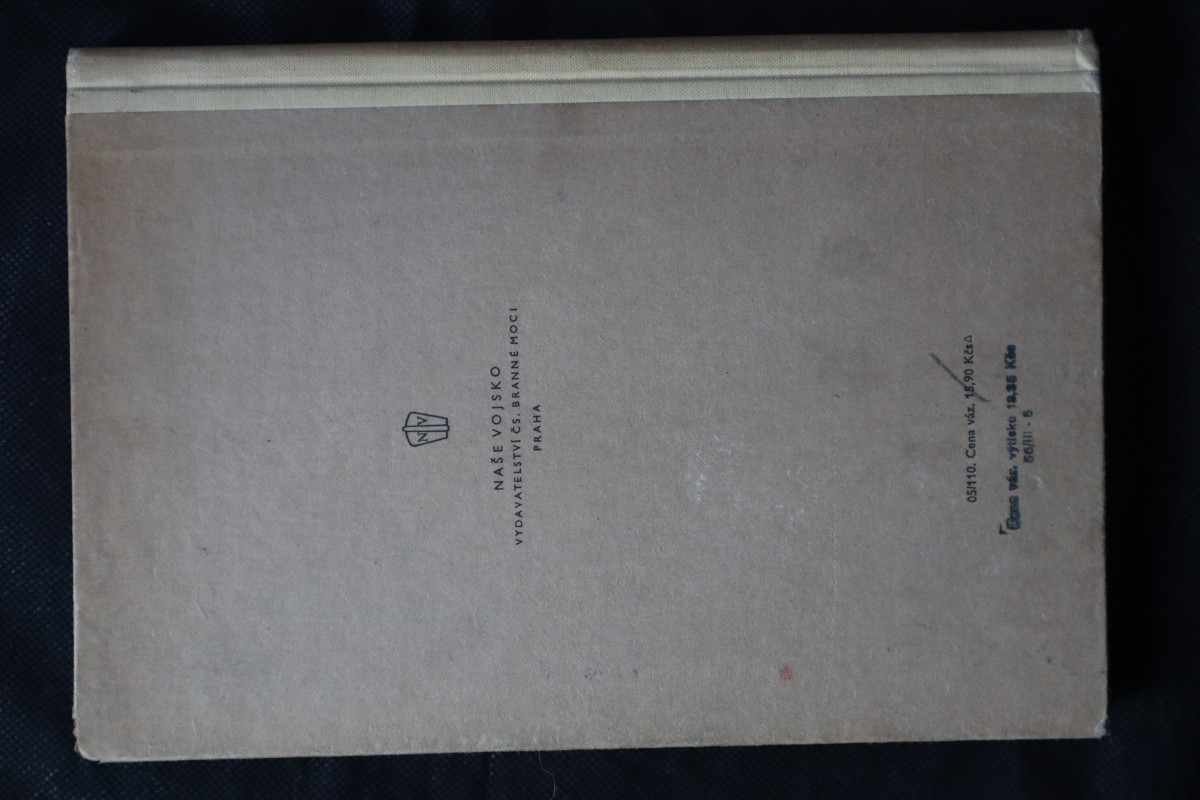 NV
NAŠE VOJSKO
VYDAVATELSTVÍ ČS. BRANNÉ MOCI
PRAHA
05/110. Cena váz. 15,90 Kčs
Cena váz. výtisku 12,35 Kčs
56/III - 5